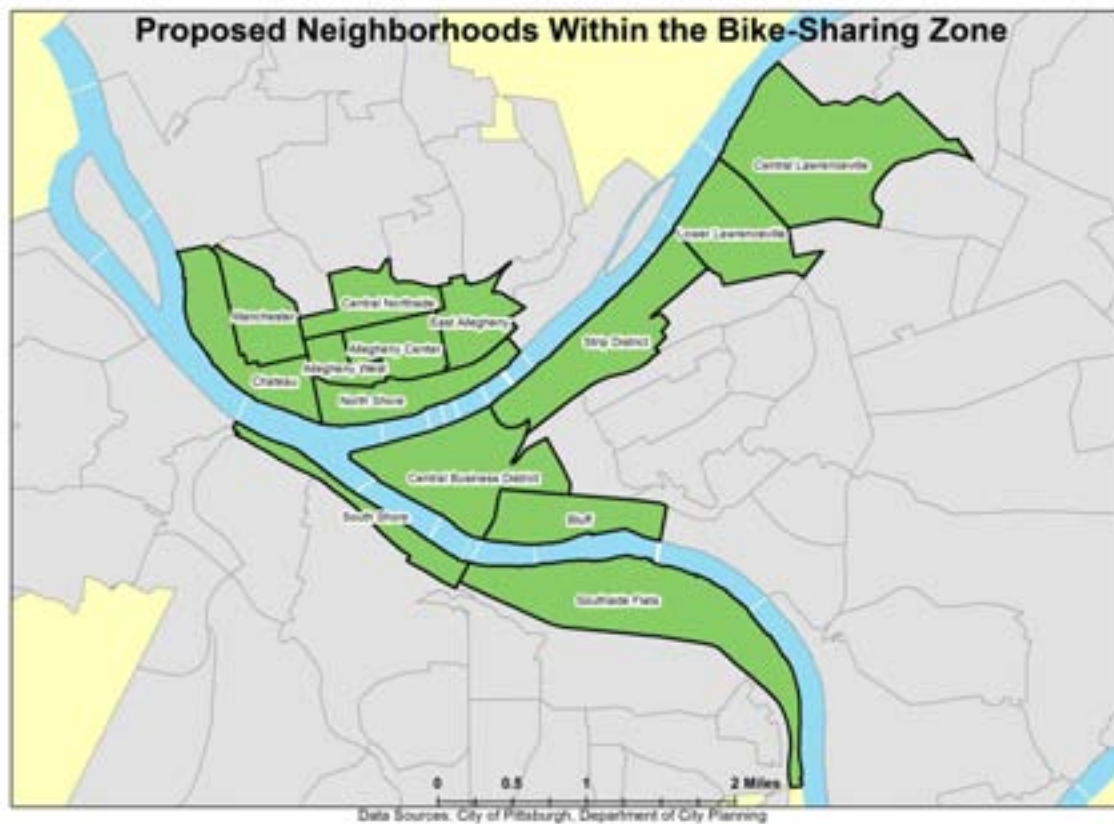 Proposed Neighborhoods Within the Bike-Sharing Zone
Central Lawrenceville
Lower Lawrenceville
Central Northside
Manchester
East Allegheny
Strip District
Allegheny Center
Allegheny West
Chateau
North Shore
Central Business District
South Shore
Bluff
Southside Flats
0 0.5 1 2 Miles
Data Sources: City of Pittsburgh, Department of City Planning